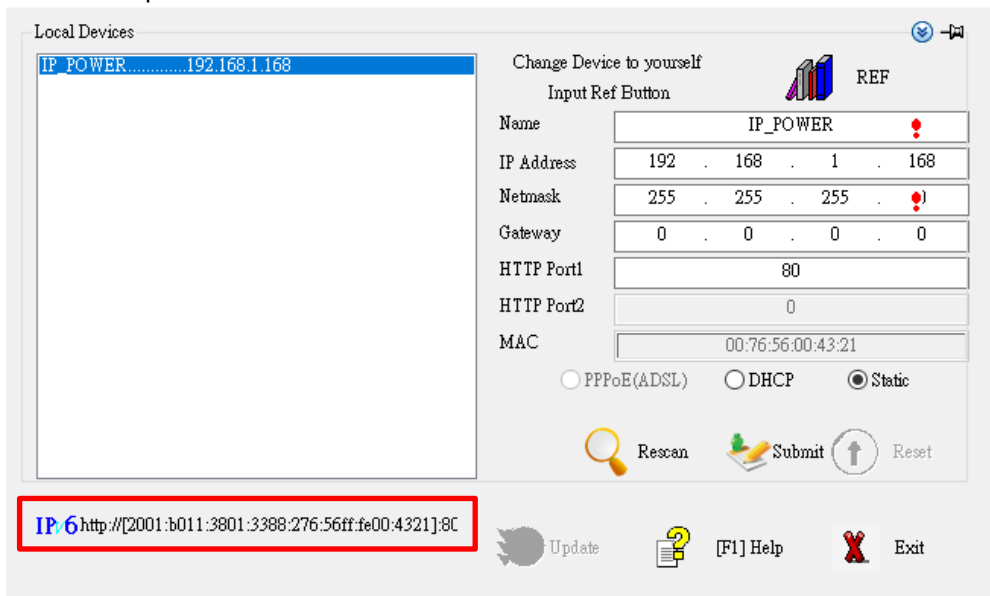 Local Devices
IP_POWER.............192.168.1.168
Change Device to yourself
Input Ref Button
REF
Name IP_POWER
IP Address 192 . 168 . 1 . 168
Netmask 255 . 255 . 255 .
Gateway 0 . 0 . 0 . 0
HTTP Port1 80
HTTP Port2 0
MAC 00:76:56:00:43:21
PPPoE(ADSL) DHCP Static
Rescan Submit Reset
IPv6 http://[2001:b011:3801:3388:276:56ff:fe00:4321]:80
Update [F1] Help Exit